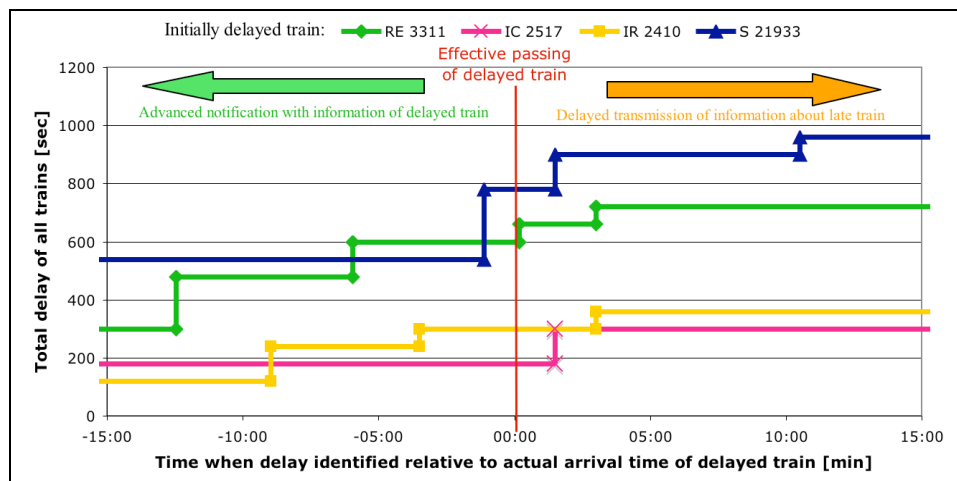 Initially delayed train: RE 3311 IC 2517 IR 2410 S 21933
Effective passing
of delayed train
Advanced notification with information of delayed train
Delayed transmission of information about late train
Total delay of all trains [sec]
1200
1000
800
600
400
200
0
-15:00 -10:00 -05:00 00:00 05:00 10:00 15:00
Time when delay identified relative to actual arrival time of delayed train [min]